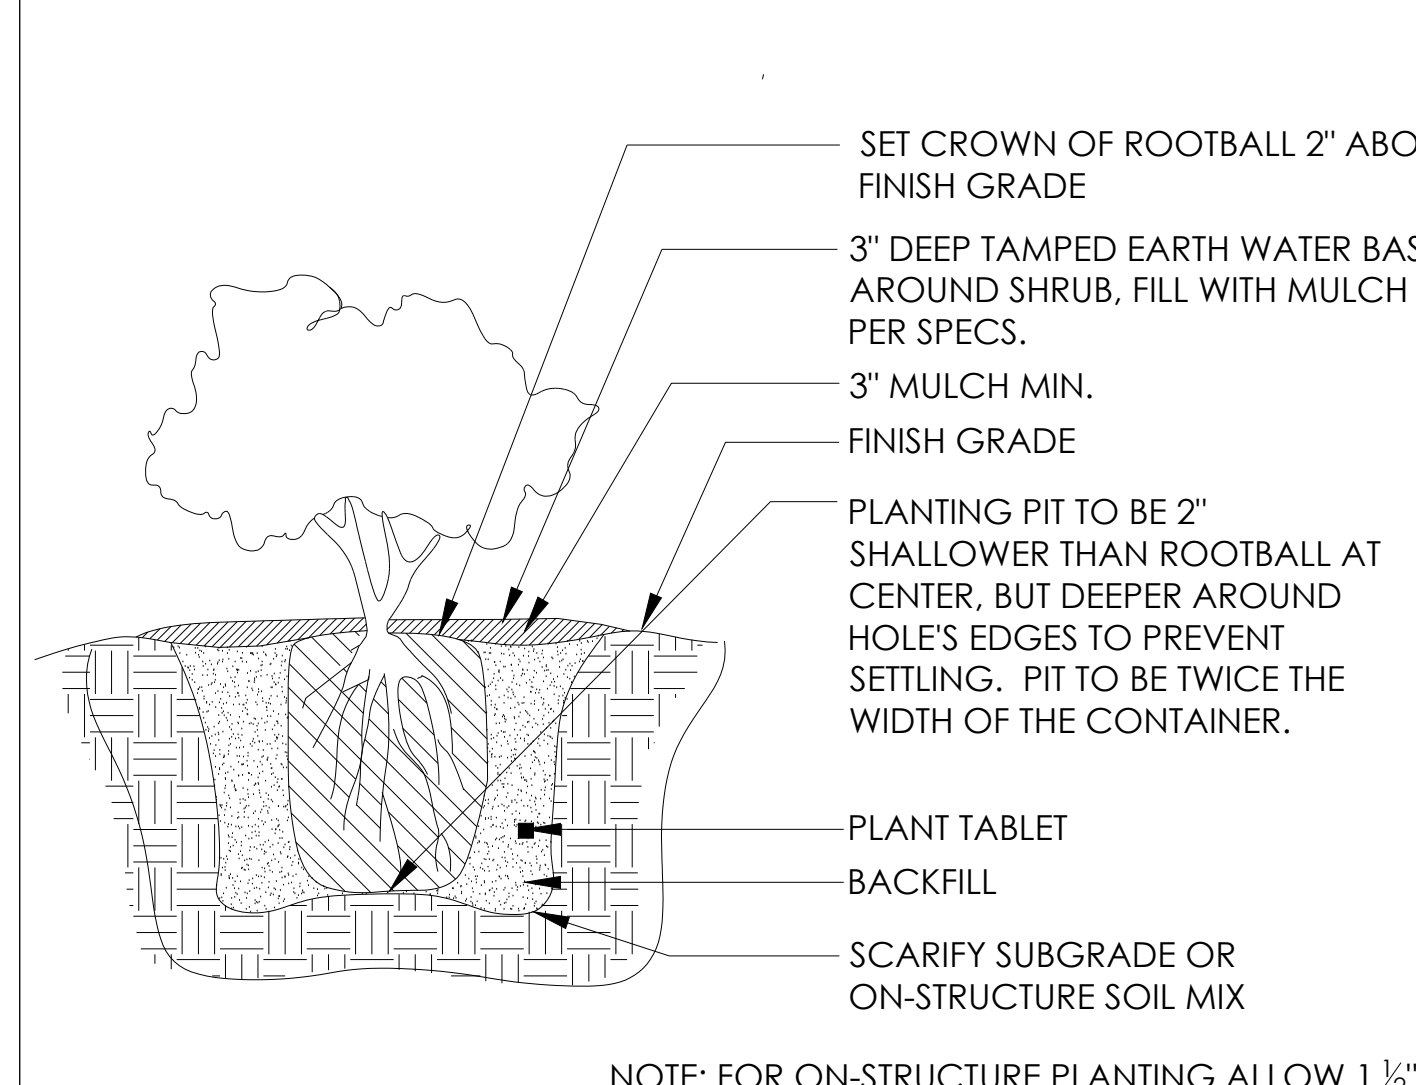 SET CROWN OF ROOTBALL 2" ABO
FINISH GRADE
3" DEEP TAMPED EARTH WATER BAS
AROUND SHRUB, FILL WITH MULCH
PER SPECS.
3" MULCH MIN.
FINISH GRADE
PLANTING PIT TO BE 2"
SHALLOWER THAN ROOTBALL AT
CENTER, BUT DEEPER AROUND
HOLE'S EDGES TO PREVENT
SETTLING. PIT TO BE TWICE THE
WIDTH OF THE CONTAINER.
PLANT TABLET
BACKFILL
SCARIFY SUBGRADE OR
ON-STRUCTURE SOIL MIX
NOTE: FOR ON-STRUCTURE PLANTING ALLOW 1 ½"